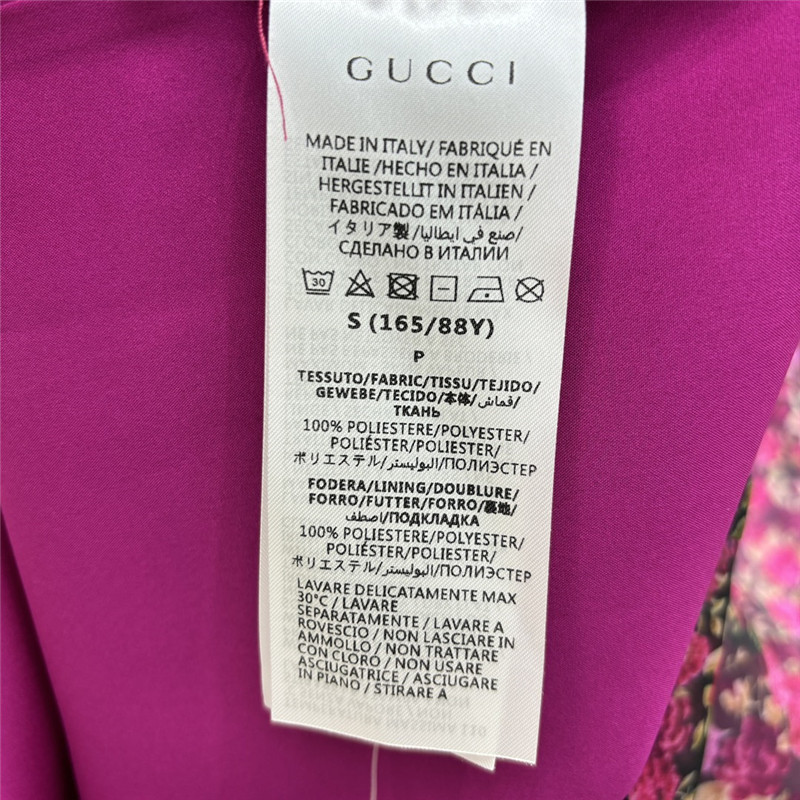 GUCCI
MADE IN ITALY/ FABRIQUÉ EN
ITALIE /HECHO EN ITALIA /
HERGESTELLIT IN ITALIEN /
FABRICADO EM ITÁLIA /
イタリア製 /صنع في ايطاليا/
СДЕЛАНО В ИТАЛИИ
30
S (165/88Y)
P
TESSUTO/FABRIC/TISSU/TEJIDO/
GEWEBE/TECIDO/本体/قماش/
ТКАНЬ
100% POLIESTERE/POLYESTER/
POLIÉSTER/POLIESTER/
ポリエステル/البوليستر/ПОЛИЭСТЕР
FODERA/LINING/DOUBLURE/
FORRO/FUTTER/FORRO/裏地/
اصطف/ПОДКЛАДКА
100% POLIESTERE/POLYESTER/
POLIÉSTER/POLIESTER/
ポリエステル/البوليستر/ПОЛИЭСТЕР
LAVARE DELICATAMENTE MAX
30°C / LAVARE
SEPARATAMENTE / LAVARE A
ROVESCIO / NON LASCIARE IN
AMMOLLO / NON TRATTARE
CON CLORO / NON USARE
ASCIUGATRICE / ASCIUGARE
IN PIANO / STIRARE A